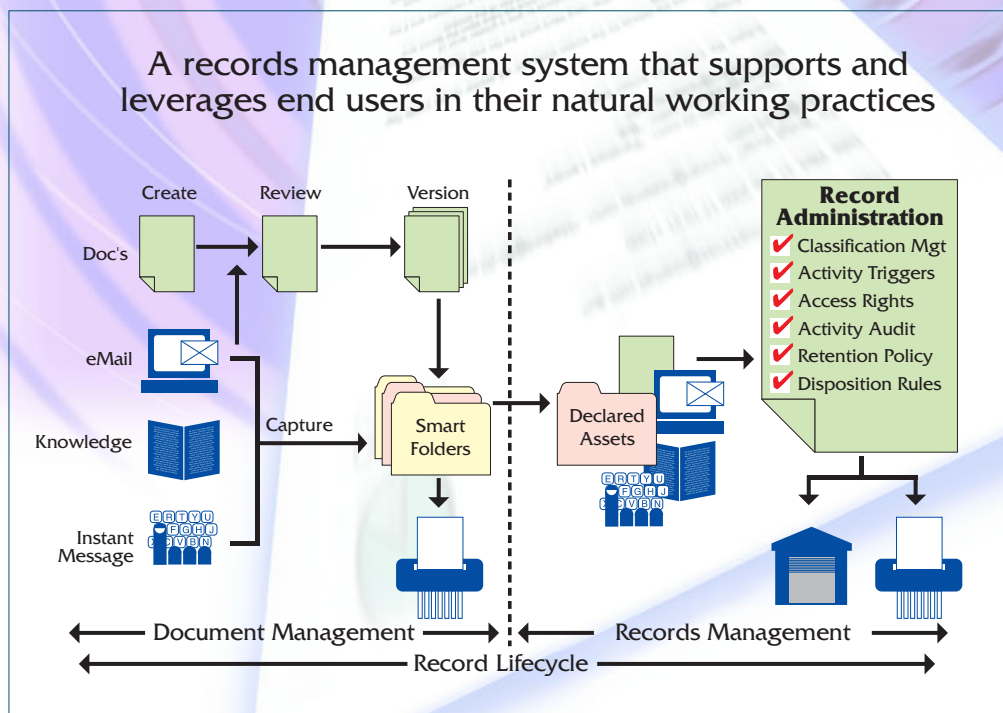 A records management system that supports and
leverages end users in their natural working practices
Create
Review
Version
Doc's
eMail
Knowledge
Instant
Message
Capture
Smart
Folders
Declared
Assets
Record
Administration
Classification Mgt
Activity Triggers
Access Rights
Activity Audit
Retention Policy
Disposition Rules
E R T Y U
F G H J
X C V B N
E R T Y U
F G H J
X C V B N
Document Management
Records Management
Record Lifecycle